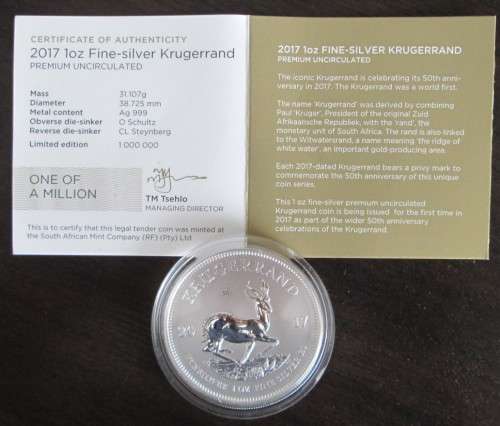 CERTIFICATE OF AUTHENTICITY
2017 1oz Fine-silver Krugerrand
PREMIUM UNCIRCULATED
Mass 31.107g
Diameter 38.725 mm
Metal content Ag 999
Obverse die-sinker O Schultz
Reverse die-sinker CL Steynberg
Limited edition 1 000 000
ONE OF
A MILLION
TM Tsehlo
MANAGING DIRECTOR
This is to certify that this legal tender coin was minted at
the South African Mint Company (RF) (Pty) Ltd
2017 1oz FINE-SILVER KRUGERRAND
PREMIUM UNCIRCULATED
The iconic Krugerrand is celebrating its 50th anni-
versary in 2017. The Krugerrand was a world first.
The name 'Krugerrand' was derived by combining
Paul 'Kruger', President of the original Zuid
Afrikaansche Republiek, with the 'rand', the
monetary unit of South Africa. The rand is also linked
to the Witwatersrand, a name meaning 'the ridge of
white water', an important gold-producing area.
Each 2017-dated Krugerrand bears a privy mark to
commemorate the 50th anniversary of this unique
coin series.
This 1 oz fine-silver premium uncirculated
Krugerrand coin is being issued for the first time in
2017 as part of the wider 50th anniversary
celebrations of the Krugerrand.
KRUGERRAND
20 17
FYNSILWER 1 OZ FINE SILVER